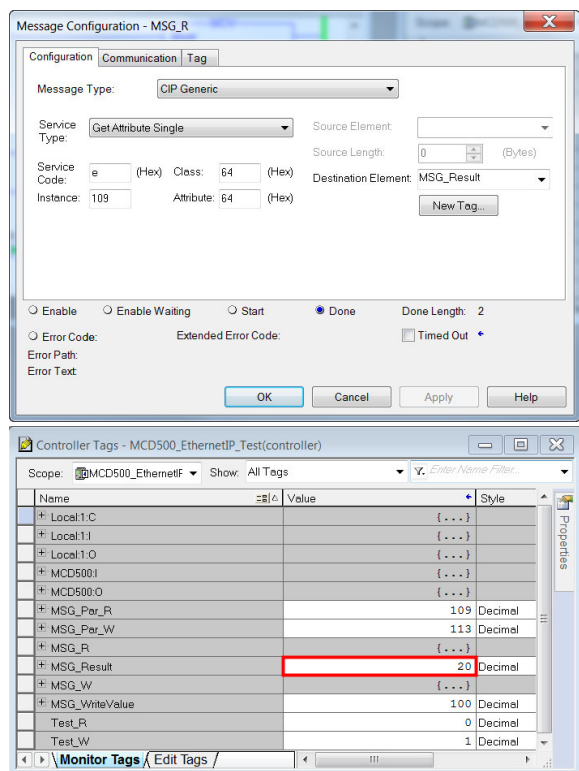 Message Configuration - MSG_R
Configuration Communication Tag
Message Type: CIP Generic
Service Type: Get Attribute Single
Source Element:
Source Length: 0 (Bytes)
Service Code: e (Hex) Class: 64 (Hex) Destination Element: MSG_Result
Instance: 109 Attribute: 64 (Hex) New Tag...
Enable Enable Waiting Start Done Done Length: 2
Error Code: Extended Error Code: Timed Out
Error Path:
Error Text:
OK Cancel Apply Help
Controller Tags - MCD500_EthernetIP_Test(controller)
Scope: MCD500_EthernetIF Show: All Tags Enter Name Filter...
Name Value Style
Local:1:C {...}
Local:1:I {...}
Local:1:O {...}
MCD500:I {...}
MCD500:O {...}
MSG_Par_R 109 Decimal
MSG_Par_W 113 Decimal
MSG_R {...}
MSG_Result 20 Decimal
MSG_W {...}
MSG_WriteValue 100 Decimal
Test_R 0 Decimal
Test_W 1 Decimal
Monitor Tags Edit Tags
Properties